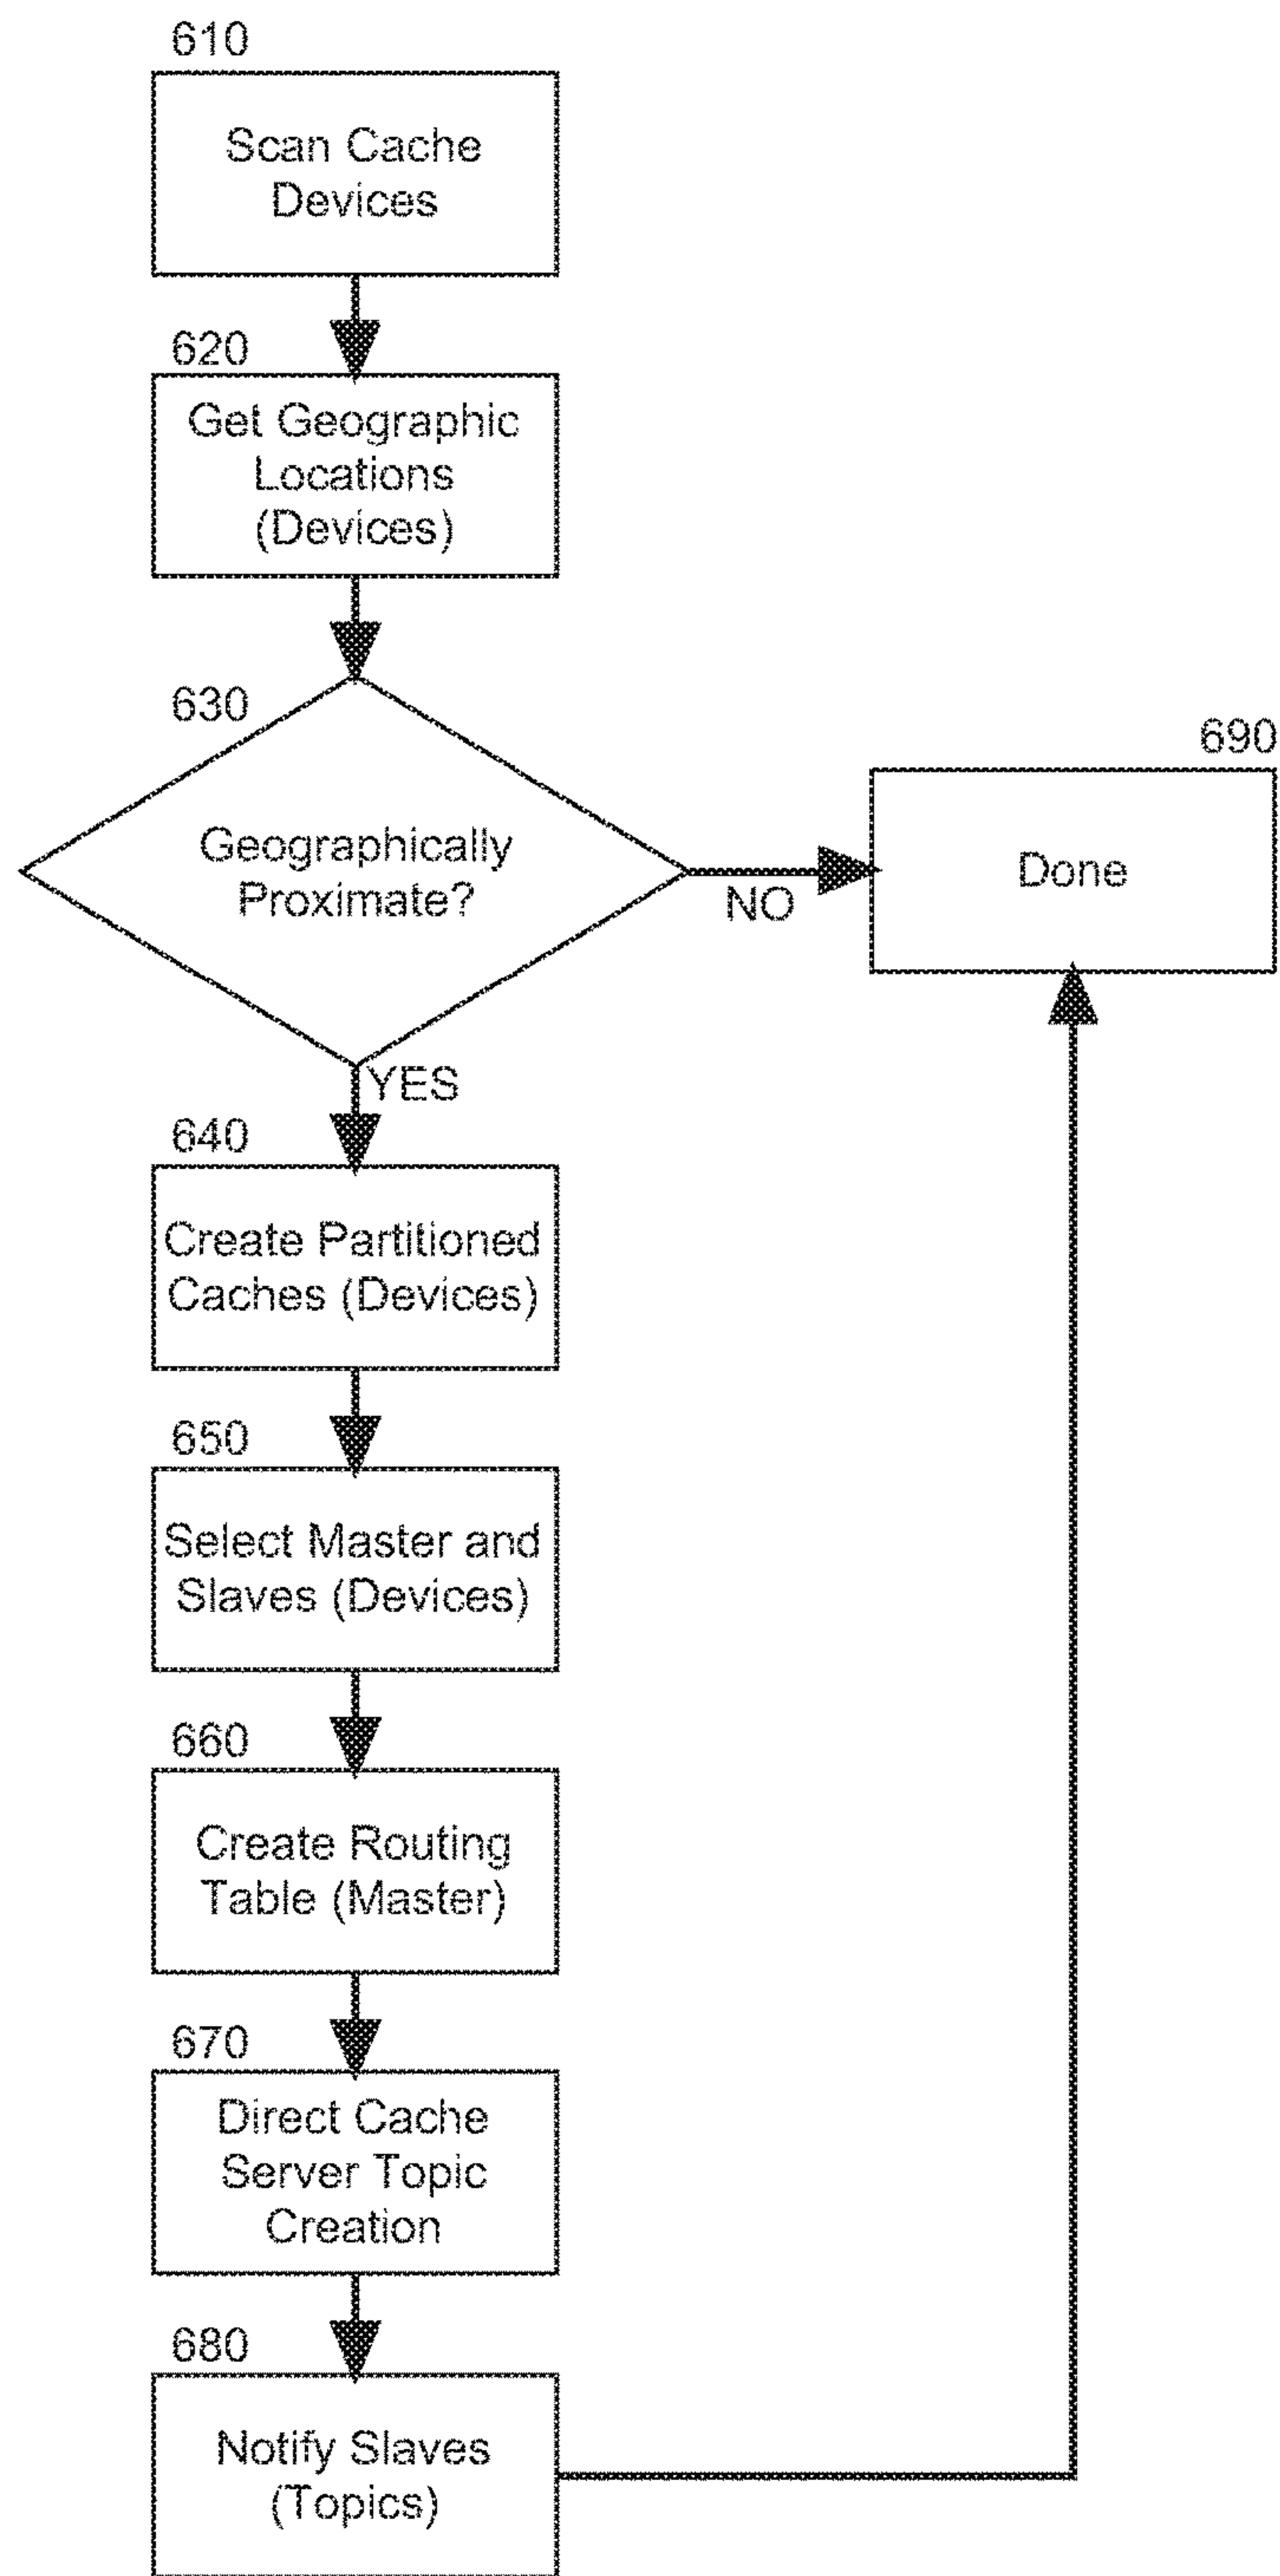 610
Scan Cache
Devices
620
Get Geographic
Locations
(Devices)
630
Geographically
Proximate?
NO
690
Done
YES
640
Create Partitioned
Caches (Devices)
650
Select Master and
Slaves (Devices)
660
Create Routing
Table (Master)
670
Direct Cache
Server Topic
Creation
680
Notify Slaves
(Topics)